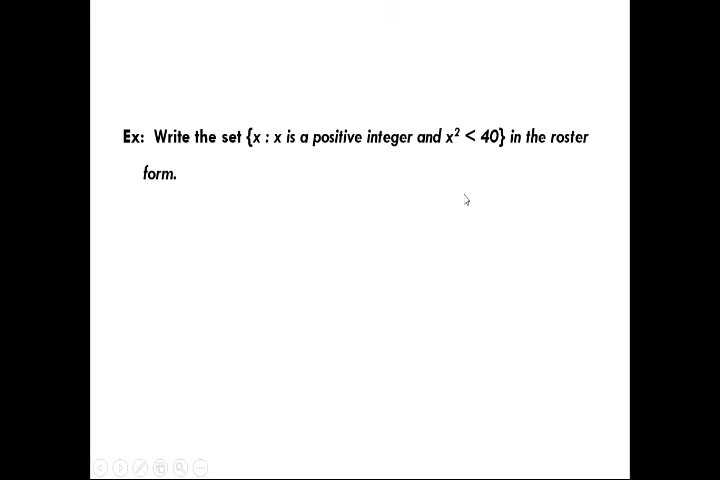 Ex: Write the set {x : x is a positive integer and x² < 40} in the roster
form.